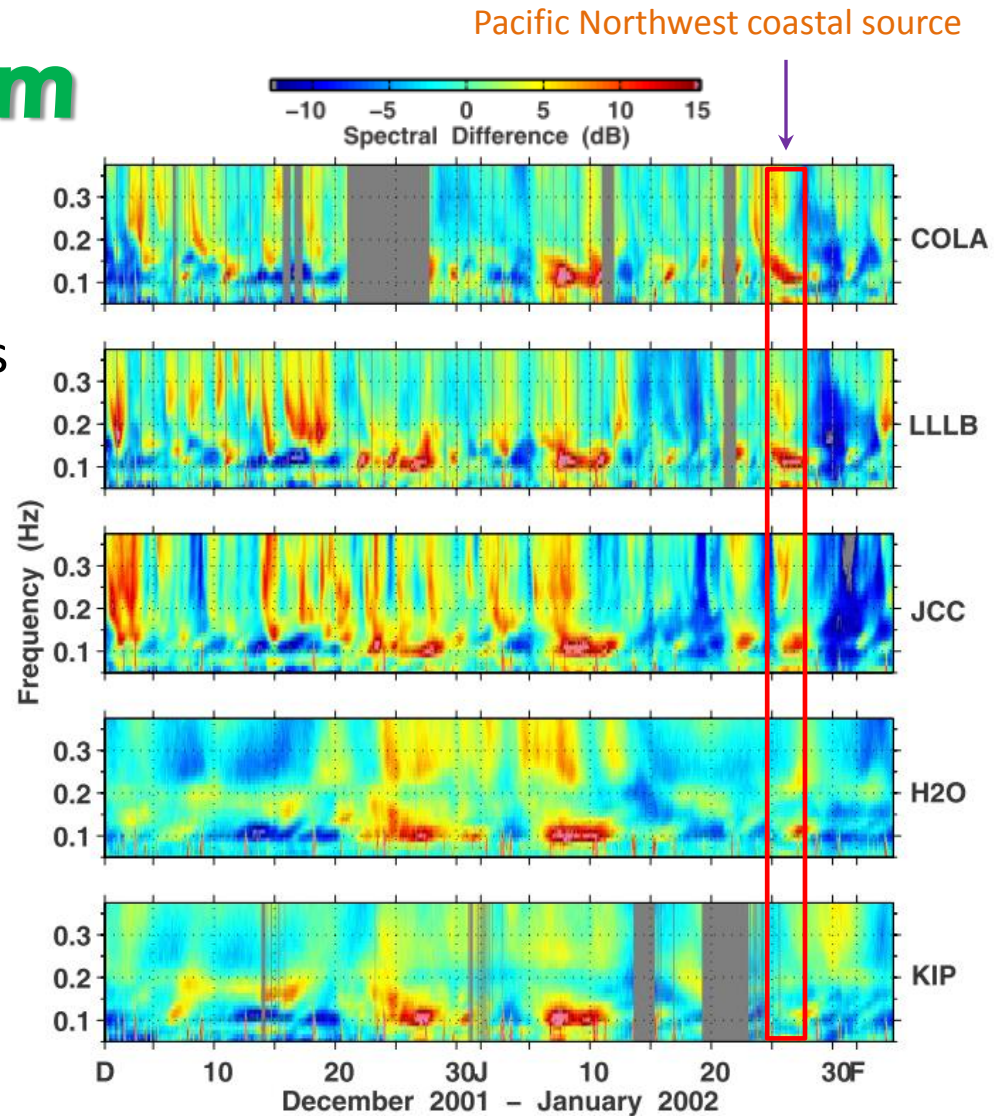 Pacific Northwest coastal source
m
−10 −5 0 5 10 15
Spectral Difference (dB)
s
Frequency (Hz)
0.3
0.2
0.1
COLA
0.3
0.2
0.1
LLLB
0.3
0.2
0.1
JCC
0.3
0.2
0.1
H2O
0.3
0.2
0.1
KIP
D 10 20 30J 10 20 30F
December 2001 − January 2002